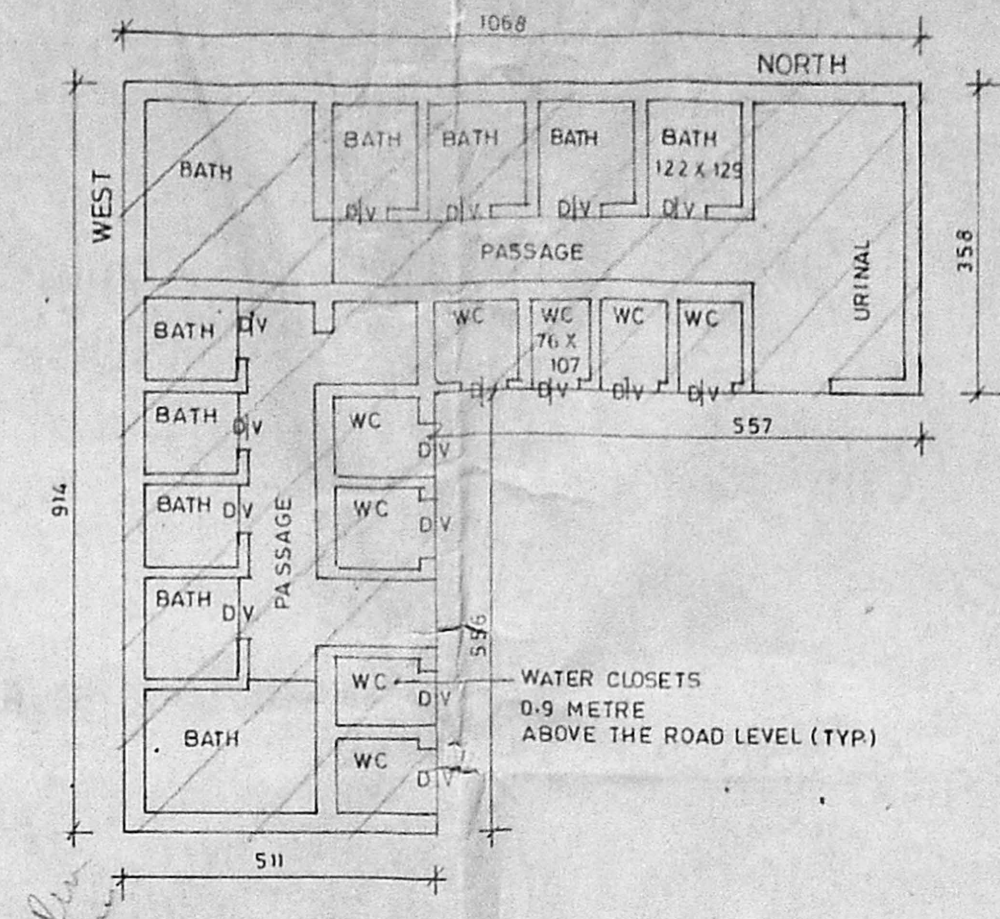 1068
NORTH
WEST
BATH
BATH
BATH
BATH
BATH
122 X 129
D V
D V
D V
D V
PASSAGE
URINAL
358
BATH
D V
WC
WC
76 X
107
WC
WC
D V
D V
D V
D V
557
BATH
D V
WC
D V
914
BATH
D V
PASSAGE
WC
D V
BATH
D V
556
WC
D V
WATER CLOSETS
0.9 METRE
ABOVE THE ROAD LEVEL (TYP.)
BATH
WC
D V
511